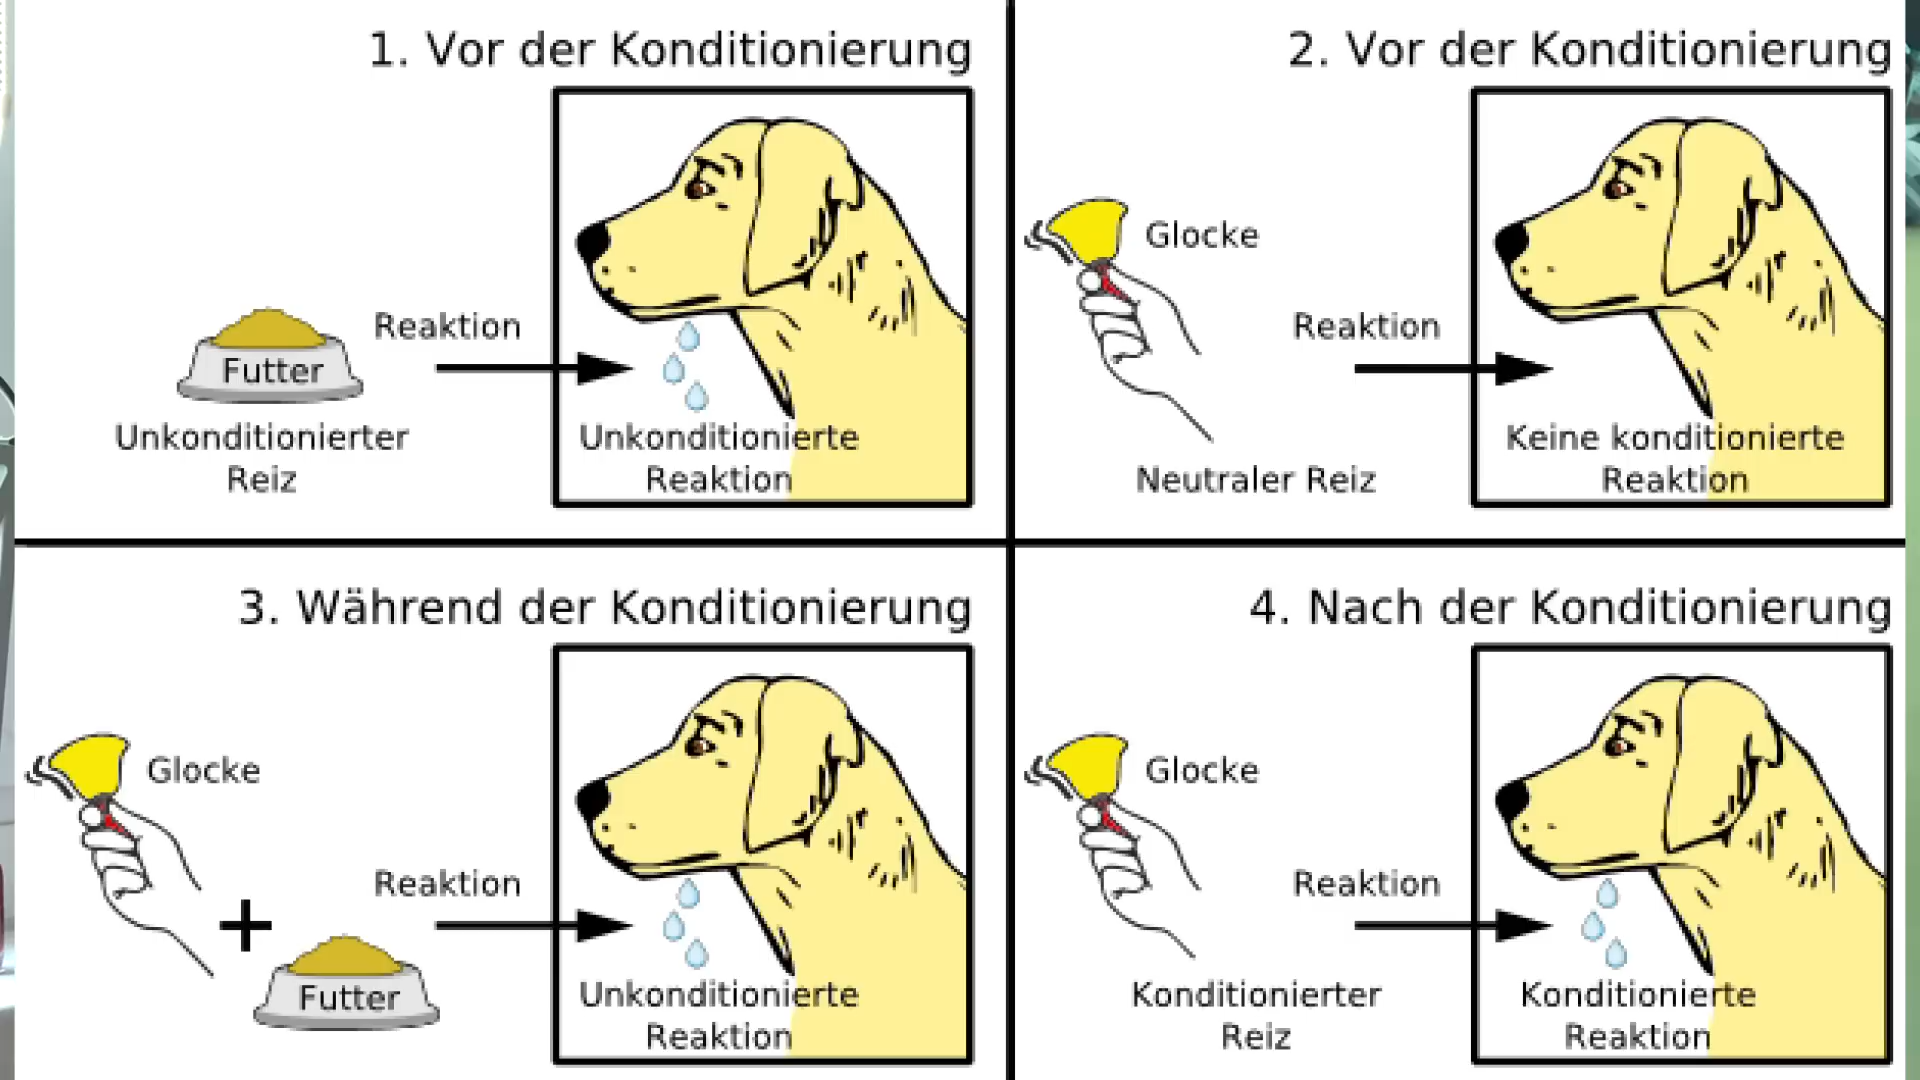 1. Vor der Konditionierung
Reaktion
Futter
Unkonditionierter
Reiz
Unkonditionierte
Reaktion
2. Vor der Konditionierung
Glocke
Reaktion
Neutraler Reiz
Keine konditionierte
Reaktion
3. Während der Konditionierung
Glocke
Reaktion
+
Futter
Unkonditionierte
Reaktion
4. Nach der Konditionierung
Glocke
Reaktion
Konditionierter
Reiz
Konditionierte
Reaktion